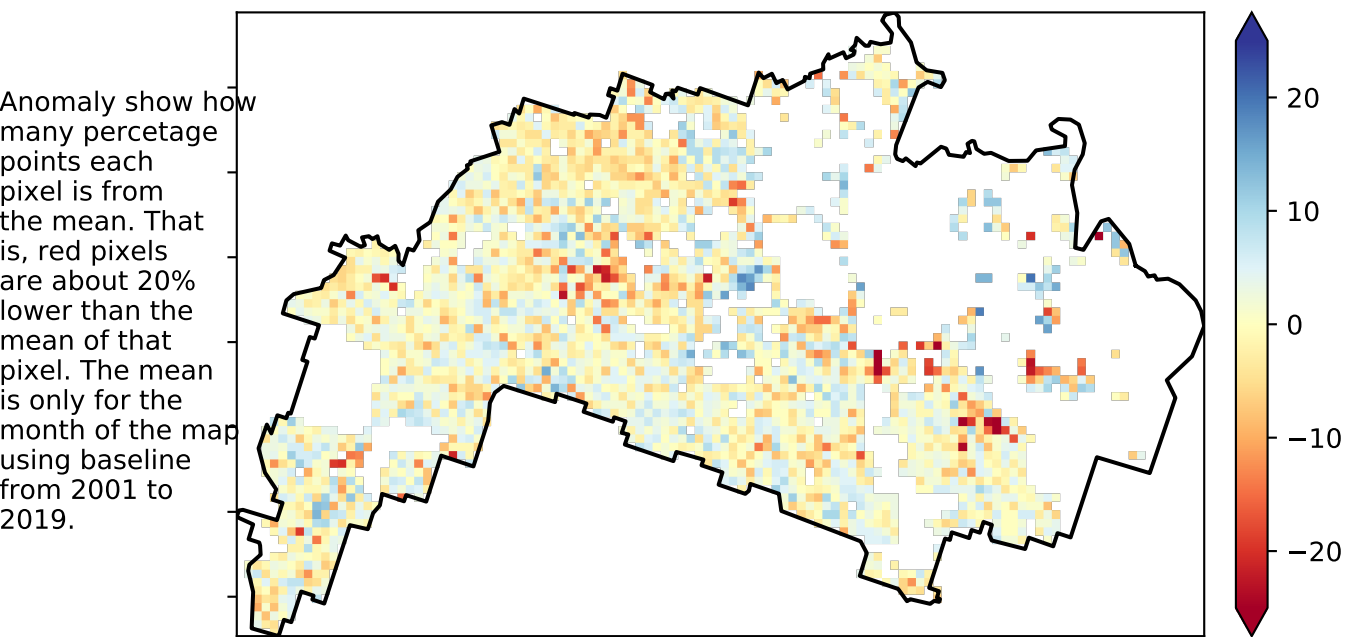 Anomaly show how
many percetage
points each
pixel is from
the mean. That
is, red pixels
are about 20%
lower than the
mean of that
pixel. The mean
is only for the
month of the map
using baseline
from 2001 to
2019.
20
10
0
−10
−20